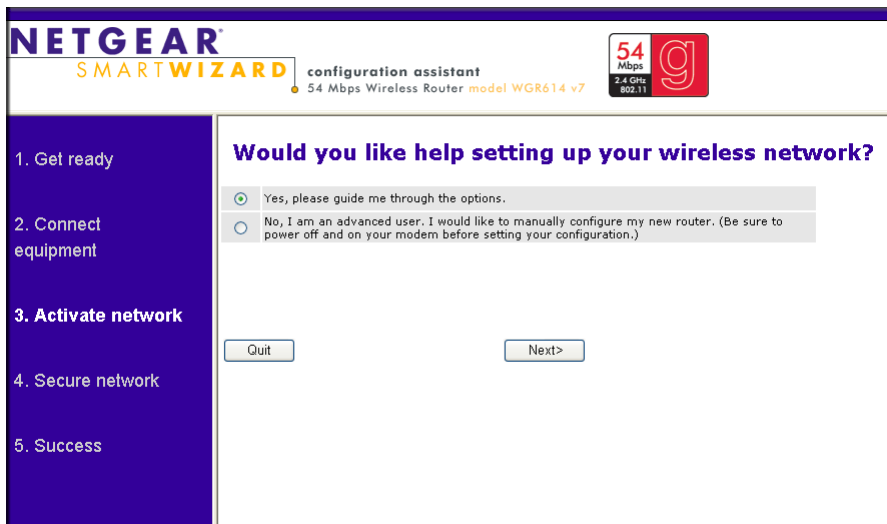 NETGEAR
SMARTWIZARD
configuration assistant
54 Mbps Wireless Router model WGR614 v7
54
Mbps
2.4 GHz
802.11
g
1. Get ready
2. Connect
equipment
3. Activate network
4. Secure network
5. Success
Would you like help setting up your wireless network?
Yes, please guide me through the options.
No, I am an advanced user. I would like to manually configure my new router. (Be sure to
power off and on your modem before setting your configuration.)
Quit
Next>